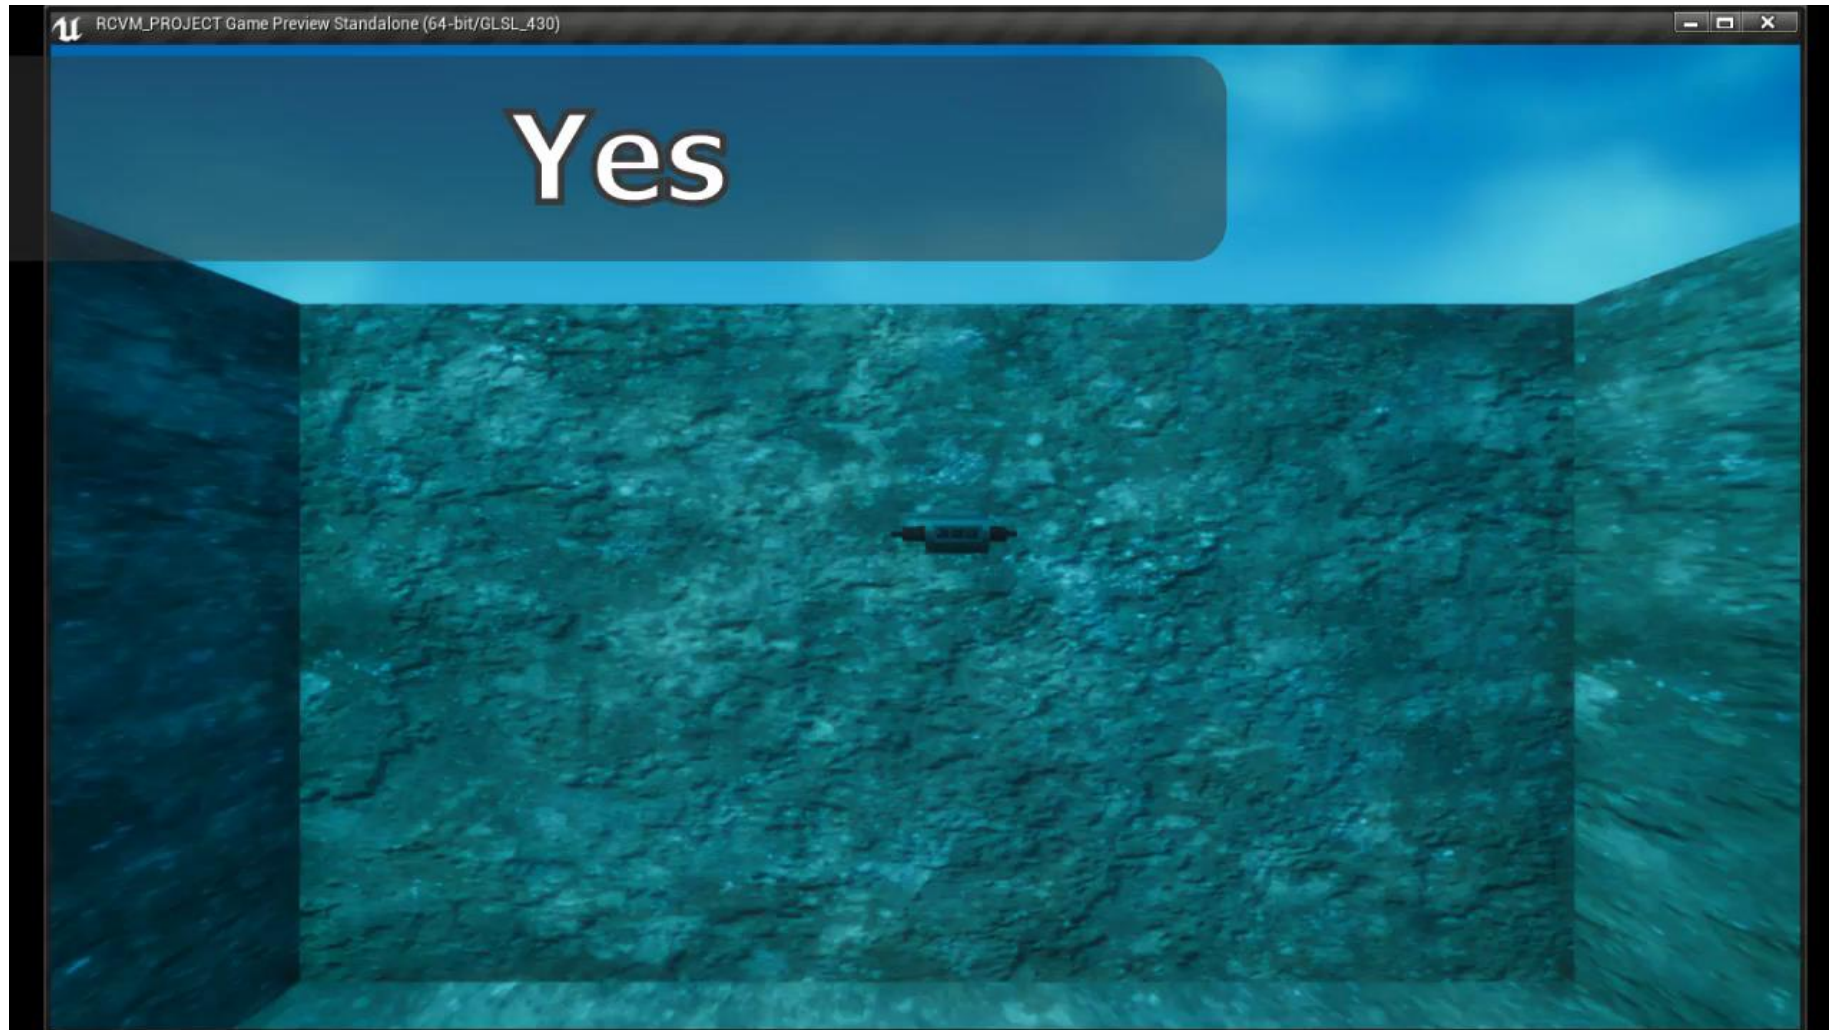 RCVM_PROJECT Game Preview Standalone (64-bit/GLSL_430)
Yes